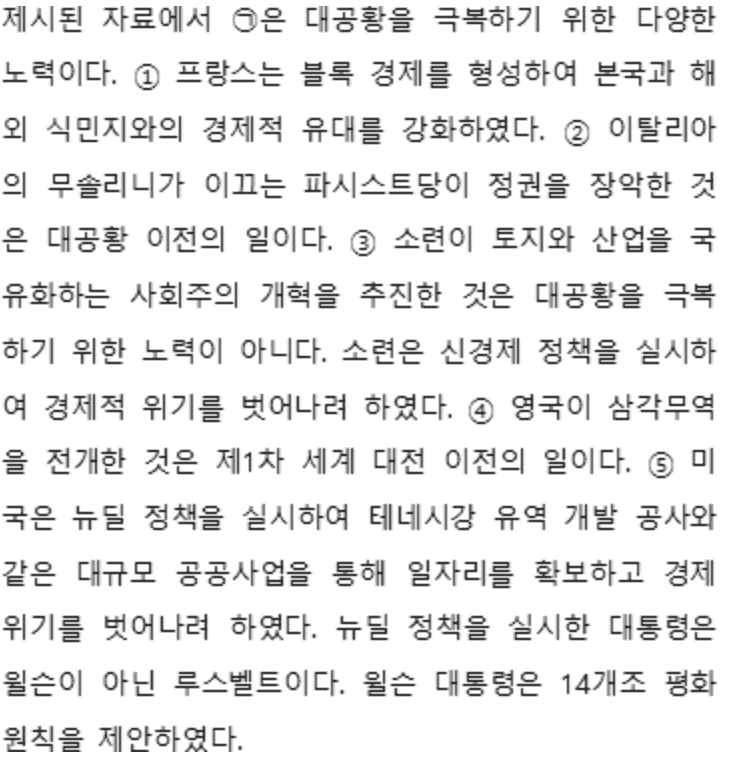 제시된 자료에서 ㉠은 대공황을 극복하기 위한 다양한
노력이다. ① 프랑스는 블록 경제를 형성하여 본국과 해
외 식민지와의 경제적 유대를 강화하였다. ② 이탈리아
의 무솔리니가 이끄는 파시스트당이 정권을 장악한 것
은 대공황 이전의 일이다. ③ 소련이 토지와 산업을 국
유화하는 사회주의 개혁을 추진한 것은 대공황을 극복
하기 위한 노력이 아니다. 소련은 신경제 정책을 실시하
여 경제적 위기를 벗어나려 하였다. ④ 영국이 삼각무역
을 전개한 것은 제1차 세계 대전 이전의 일이다. ⑤ 미
국은 뉴딜 정책을 실시하여 테네시강 유역 개발 공사와
같은 대규모 공공사업을 통해 일자리를 확보하고 경제
위기를 벗어나려 하였다. 뉴딜 정책을 실시한 대통령은
윌슨이 아닌 루스벨트이다. 윌슨 대통령은 14개조 평화
원칙을 제안하였다.